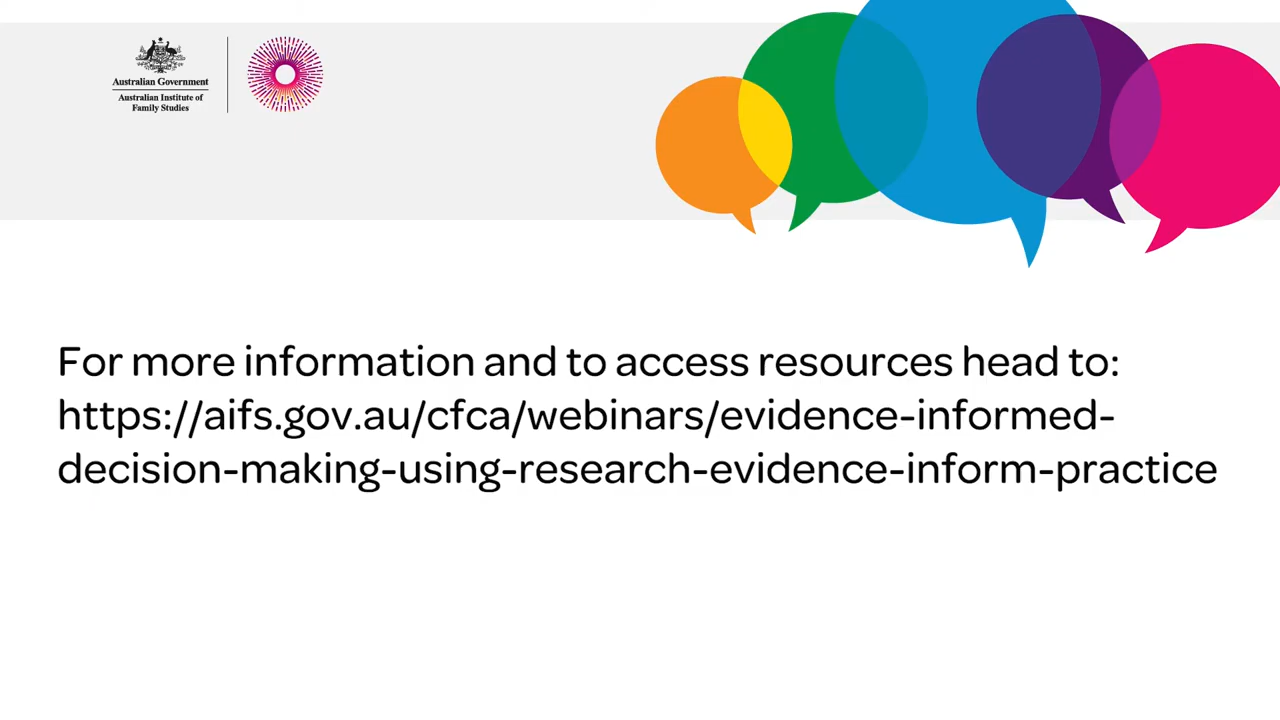 Australian Government
Australian Institute of
Family Studies
For more information and to access resources head to:
https://aifs.gov.au/cfca/webinars/evidence-informed-
decision-making-using-research-evidence-inform-practice